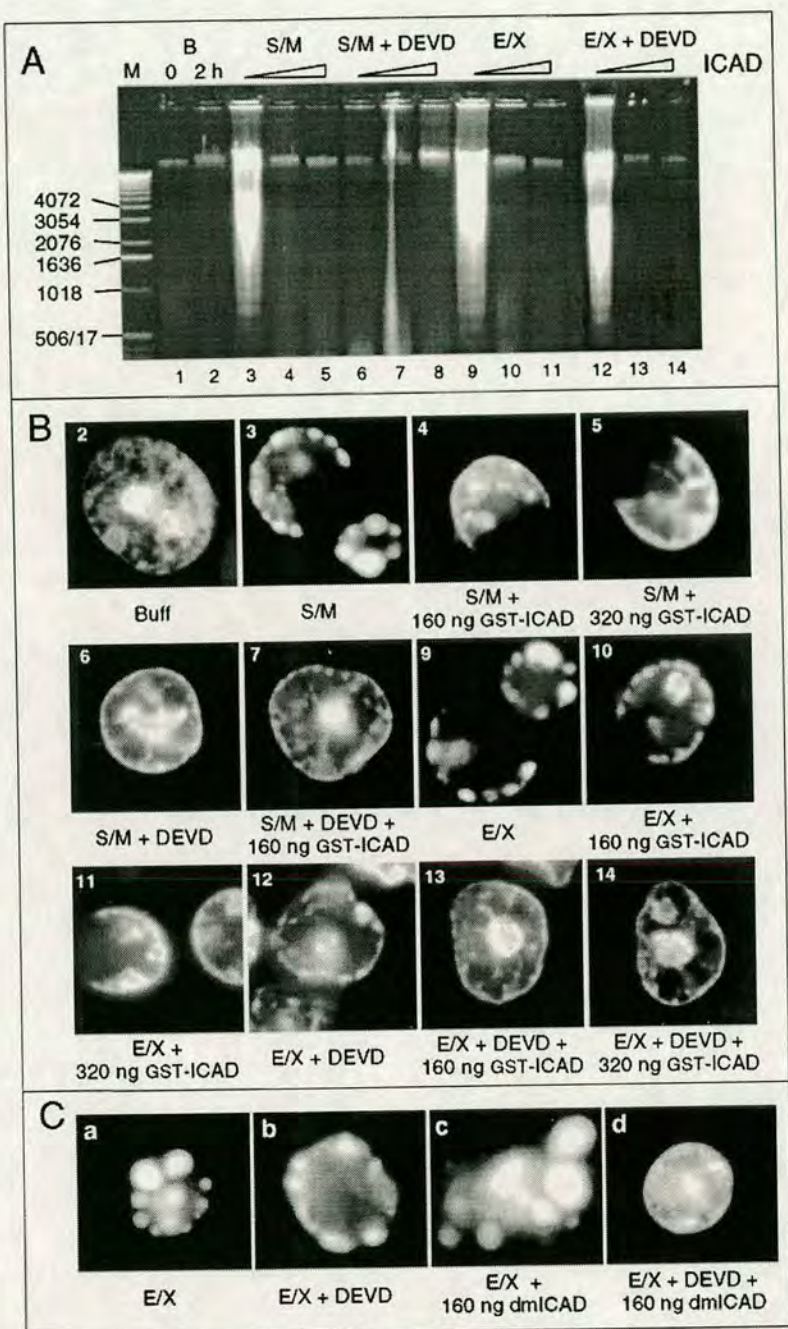 A
B S/M S/M + DEVD E/X E/X + DEVD
M 0 2 h ICAD
4072
3054
2076
1636
1018
506/17
1 2 3 4 5 6 7 8 9 10 11 12 13 14
B
2 3 4 5
Buff S/M S/M + 160 ng GST-ICAD S/M + 320 ng GST-ICAD
6 7 9 10
S/M + DEVD S/M + DEVD + 160 ng GST-ICAD E/X E/X + 160 ng GST-ICAD
11 12 13 14
E/X + 320 ng GST-ICAD E/X + DEVD E/X + DEVD + 160 ng GST-ICAD E/X + DEVD + 320 ng GST-ICAD
C
a b c d
E/X E/X + DEVD E/X + 160 ng dmICAD E/X + DEVD + 160 ng dmICAD